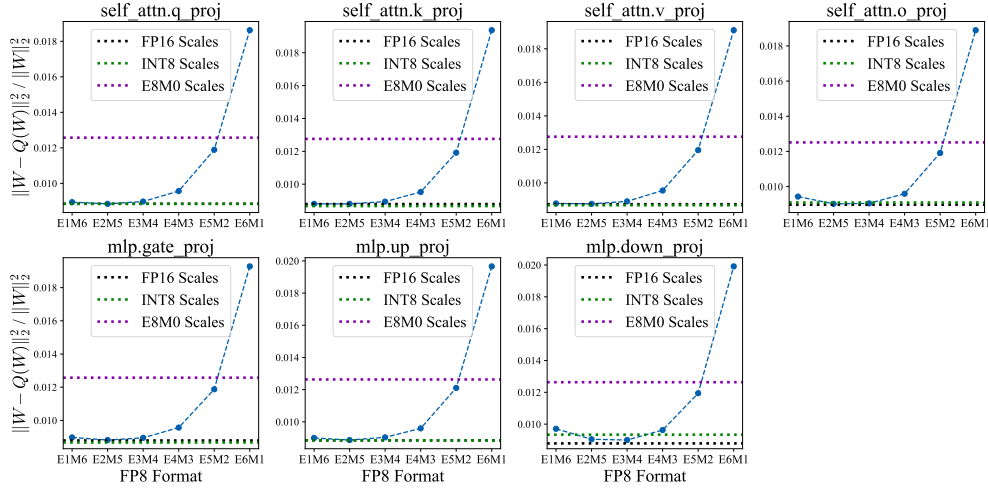 self_attn.q_proj
||W − Q(W)||₂² / ||W||₂²
0.018
0.016
0.014
0.012
0.010
FP16 Scales
INT8 Scales
E8M0 Scales
E1M6 E2M5 E3M4 E4M3 E5M2 E6M1
self_attn.k_proj
0.018
0.016
0.014
0.012
0.010
FP16 Scales
INT8 Scales
E8M0 Scales
E1M6 E2M5 E3M4 E4M3 E5M2 E6M1
self_attn.v_proj
0.018
0.016
0.014
0.012
0.010
FP16 Scales
INT8 Scales
E8M0 Scales
E1M6 E2M5 E3M4 E4M3 E5M2 E6M1
self_attn.o_proj
0.018
0.016
0.014
0.012
0.010
FP16 Scales
INT8 Scales
E8M0 Scales
E1M6 E2M5 E3M4 E4M3 E5M2 E6M1
mlp.gate_proj
||W − Q(W)||₂² / ||W||₂²
0.018
0.016
0.014
0.012
0.010
FP16 Scales
INT8 Scales
E8M0 Scales
E1M6 E2M5 E3M4 E4M3 E5M2 E6M1
FP8 Format
mlp.up_proj
0.020
0.018
0.016
0.014
0.012
0.010
FP16 Scales
INT8 Scales
E8M0 Scales
E1M6 E2M5 E3M4 E4M3 E5M2 E6M1
FP8 Format
mlp.down_proj
0.020
0.018
0.016
0.014
0.012
0.010
FP16 Scales
INT8 Scales
E8M0 Scales
E1M6 E2M5 E3M4 E4M3 E5M2 E6M1
FP8 Format